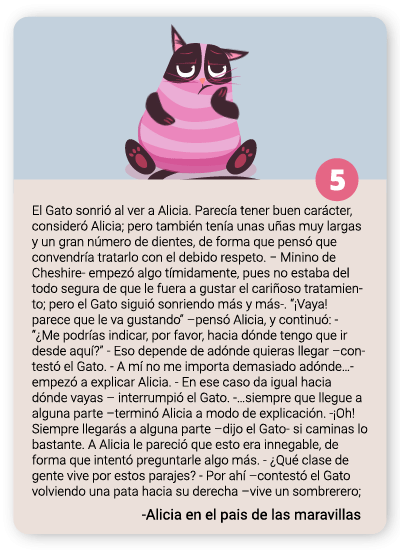 5
El Gato sonrió al ver a Alicia. Parecía tener buen carácter,
consideró Alicia; pero también tenía unas uñas muy largas
y un gran número de dientes, de forma que pensó que
convendría tratarlo con el debido respeto. – Minino de
Cheshire- empezó algo tímidamente, pues no estaba del
todo segura de que le fuera a gustar el cariñoso tratamien-
to; pero el Gato siguió sonriendo más y más-. “¡Vaya!
parece que le va gustando” –pensó Alicia, y continuó: -
“¿Me podrías indicar, por favor, hacia dónde tengo que ir
desde aquí?” - Eso depende de adónde quieras llegar –con-
testó el Gato. - A mí no me importa demasiado adónde...-
empezó a explicar Alicia. - En ese caso da igual hacia
dónde vayas – interrumpió el Gato. -...siempre que llegue a
alguna parte –terminó Alicia a modo de explicación. -¡Oh!
Siempre llegarás a alguna parte –dijo el Gato- si caminas lo
bastante. A Alicia le pareció que esto era innegable, de
forma que intentó preguntarle algo más. - ¿Qué clase de
gente vive por estos parajes? - Por ahí –contestó el Gato
volviendo una pata hacia su derecha –vive un sombrerero;
-Alicia en el pais de las maravillas